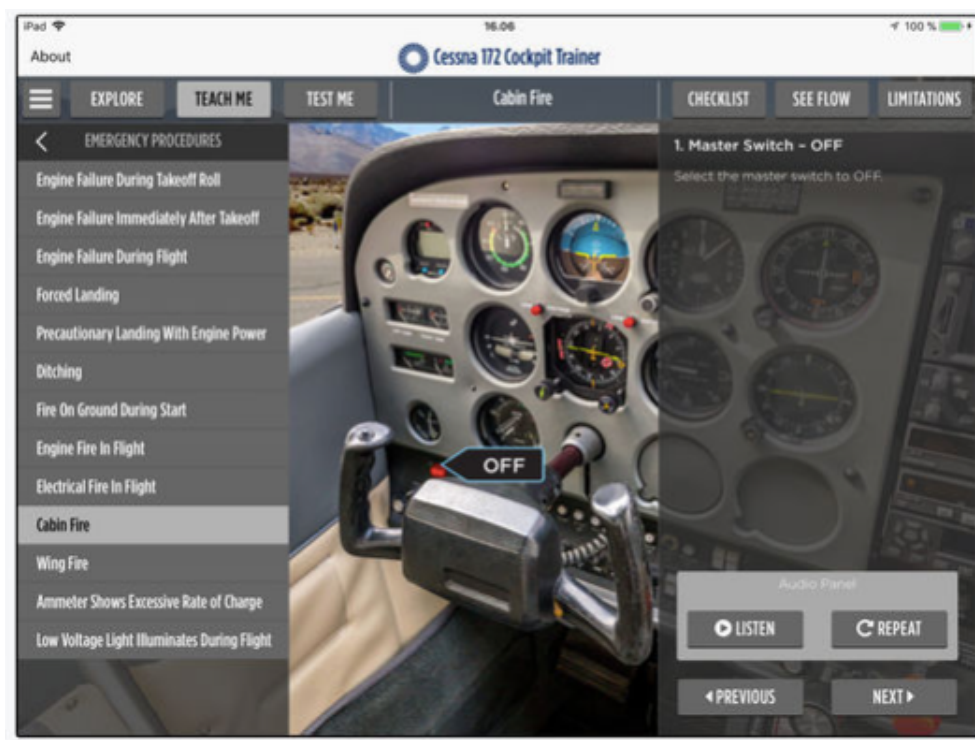 iPad
16.06
100 %
About
Cessna 172 Cockpit Trainer
EXPLORE
TEACH ME
TEST ME
Cabin Fire
CHECKLIST
SEE FLOW
LIMITATIONS
EMERGENCY PROCEDURES
Engine Failure During Takeoff Roll
Engine Failure Immediately After Takeoff
Engine Failure During Flight
Forced Landing
Precautionary Landing With Engine Power
Ditching
Fire On Ground During Start
Engine Fire In Flight
Electrical Fire In Flight
Cabin Fire
Wing Fire
Ammeter Shows Excessive Rate of Charge
Low Voltage Light Illuminates During Flight
OFF
1. Master Switch - OFF
Select the master switch to OFF.
Audio Panel
LISTEN
REPEAT
PREVIOUS
NEXT